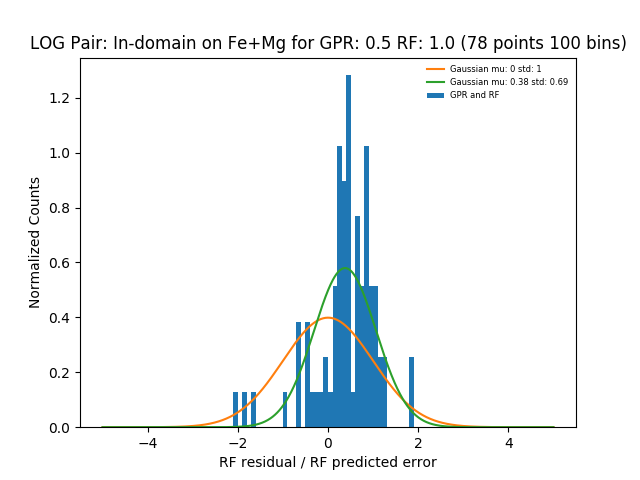 LOG Pair: In-domain on Fe+Mg for GPR: 0.5 RF: 1.0 (78 points 100 bins)
Gaussian mu: 0 std: 1
Gaussian mu: 0.38 std: 0.69
GPR and RF
Normalized Counts
1.2
1.0
0.8
0.6
0.4
0.2
0.0
−4 −2 0 2 4
RF residual / RF predicted error